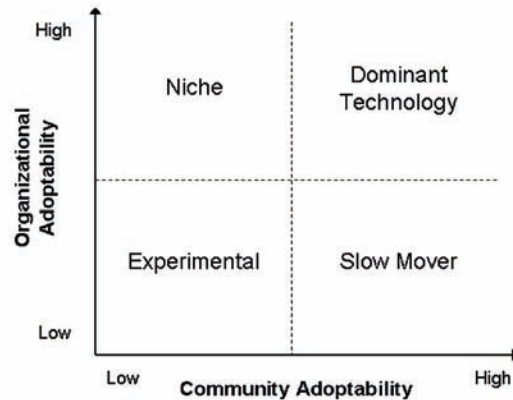 High
Niche
Dominant
Technology
Organizational
Adoptability
Experimental
Slow Mover
Low
Low
High
Community Adoptability